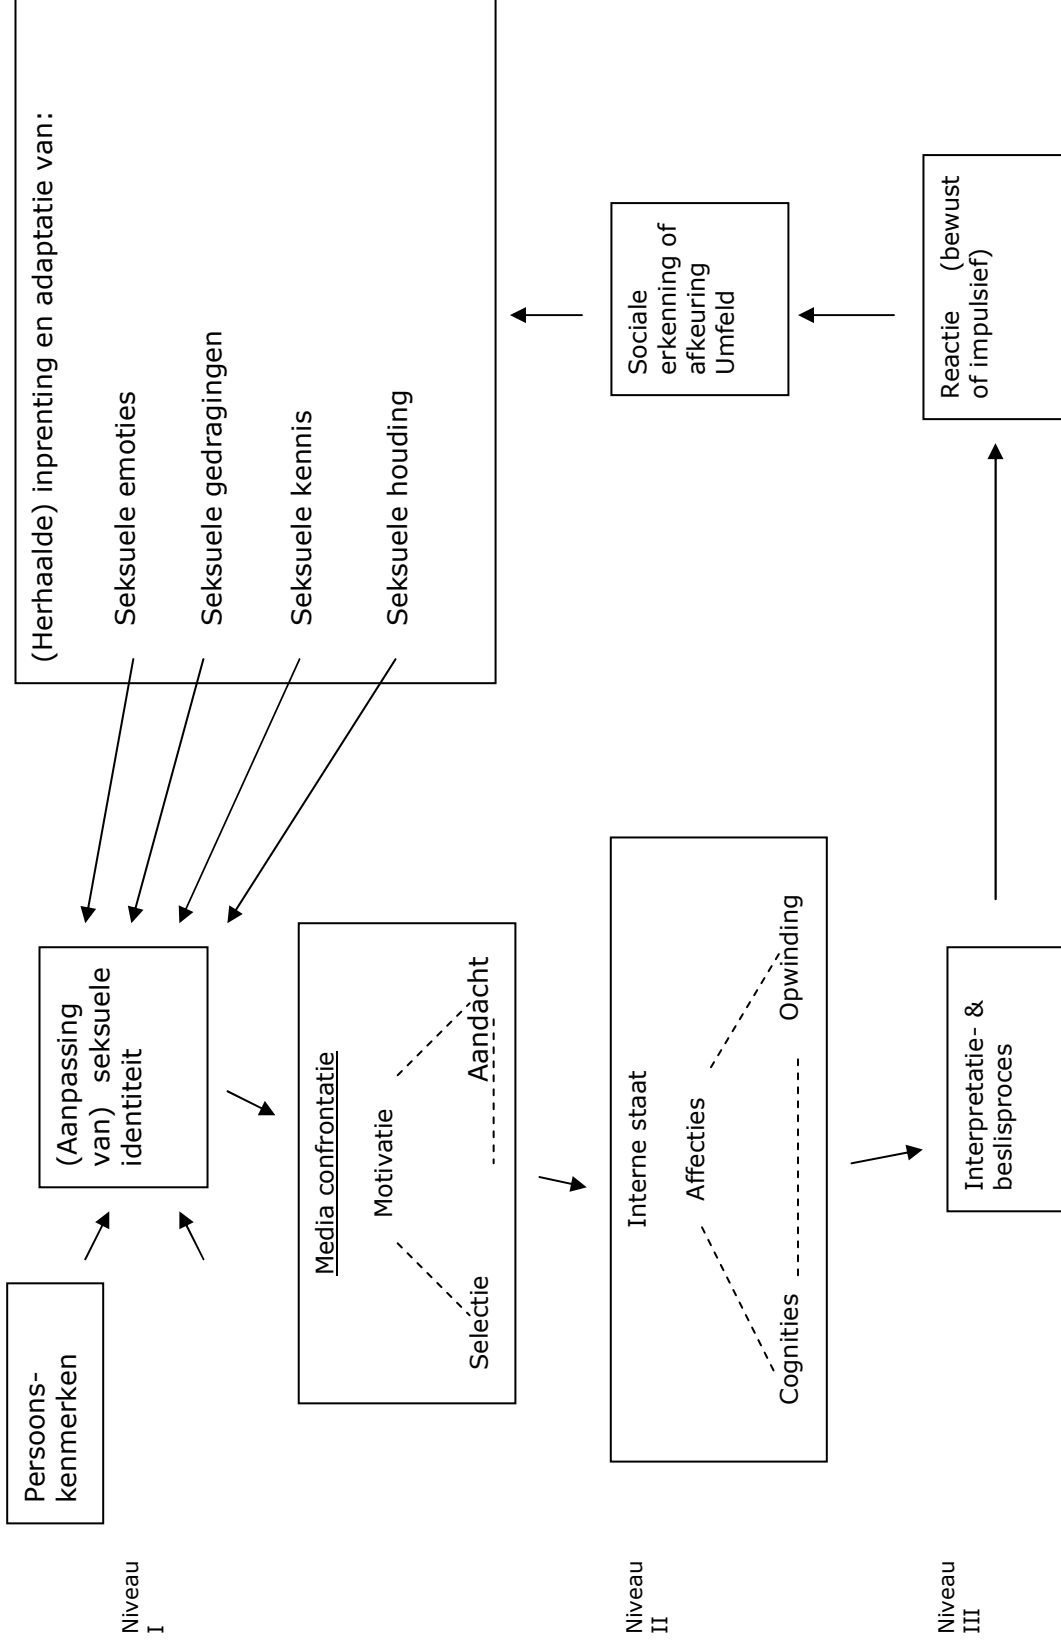 Persoons-
kenmerken
(Aanpassing
van) seksuele
identiteit
(Herhaalde) inprenting en adaptatie van:
Seksuele emoties
Seksuele gedragingen
Seksuele kennis
Seksuele houding
Niveau
I
Media confrontatie
Motivatie
Selectie
Aandacht
Niveau
II
Interne staat
Affecties
Cognities
Opwinding
Sociale
erkenning of
afkeuring
Umfeld
Niveau
III
Interpretatie- &
beslisproces
Reactie (bewust
of impulsief)